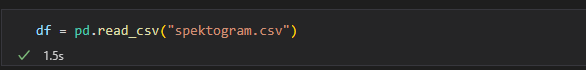 df = pd.read_csv("spektogram.csv")
1.5s